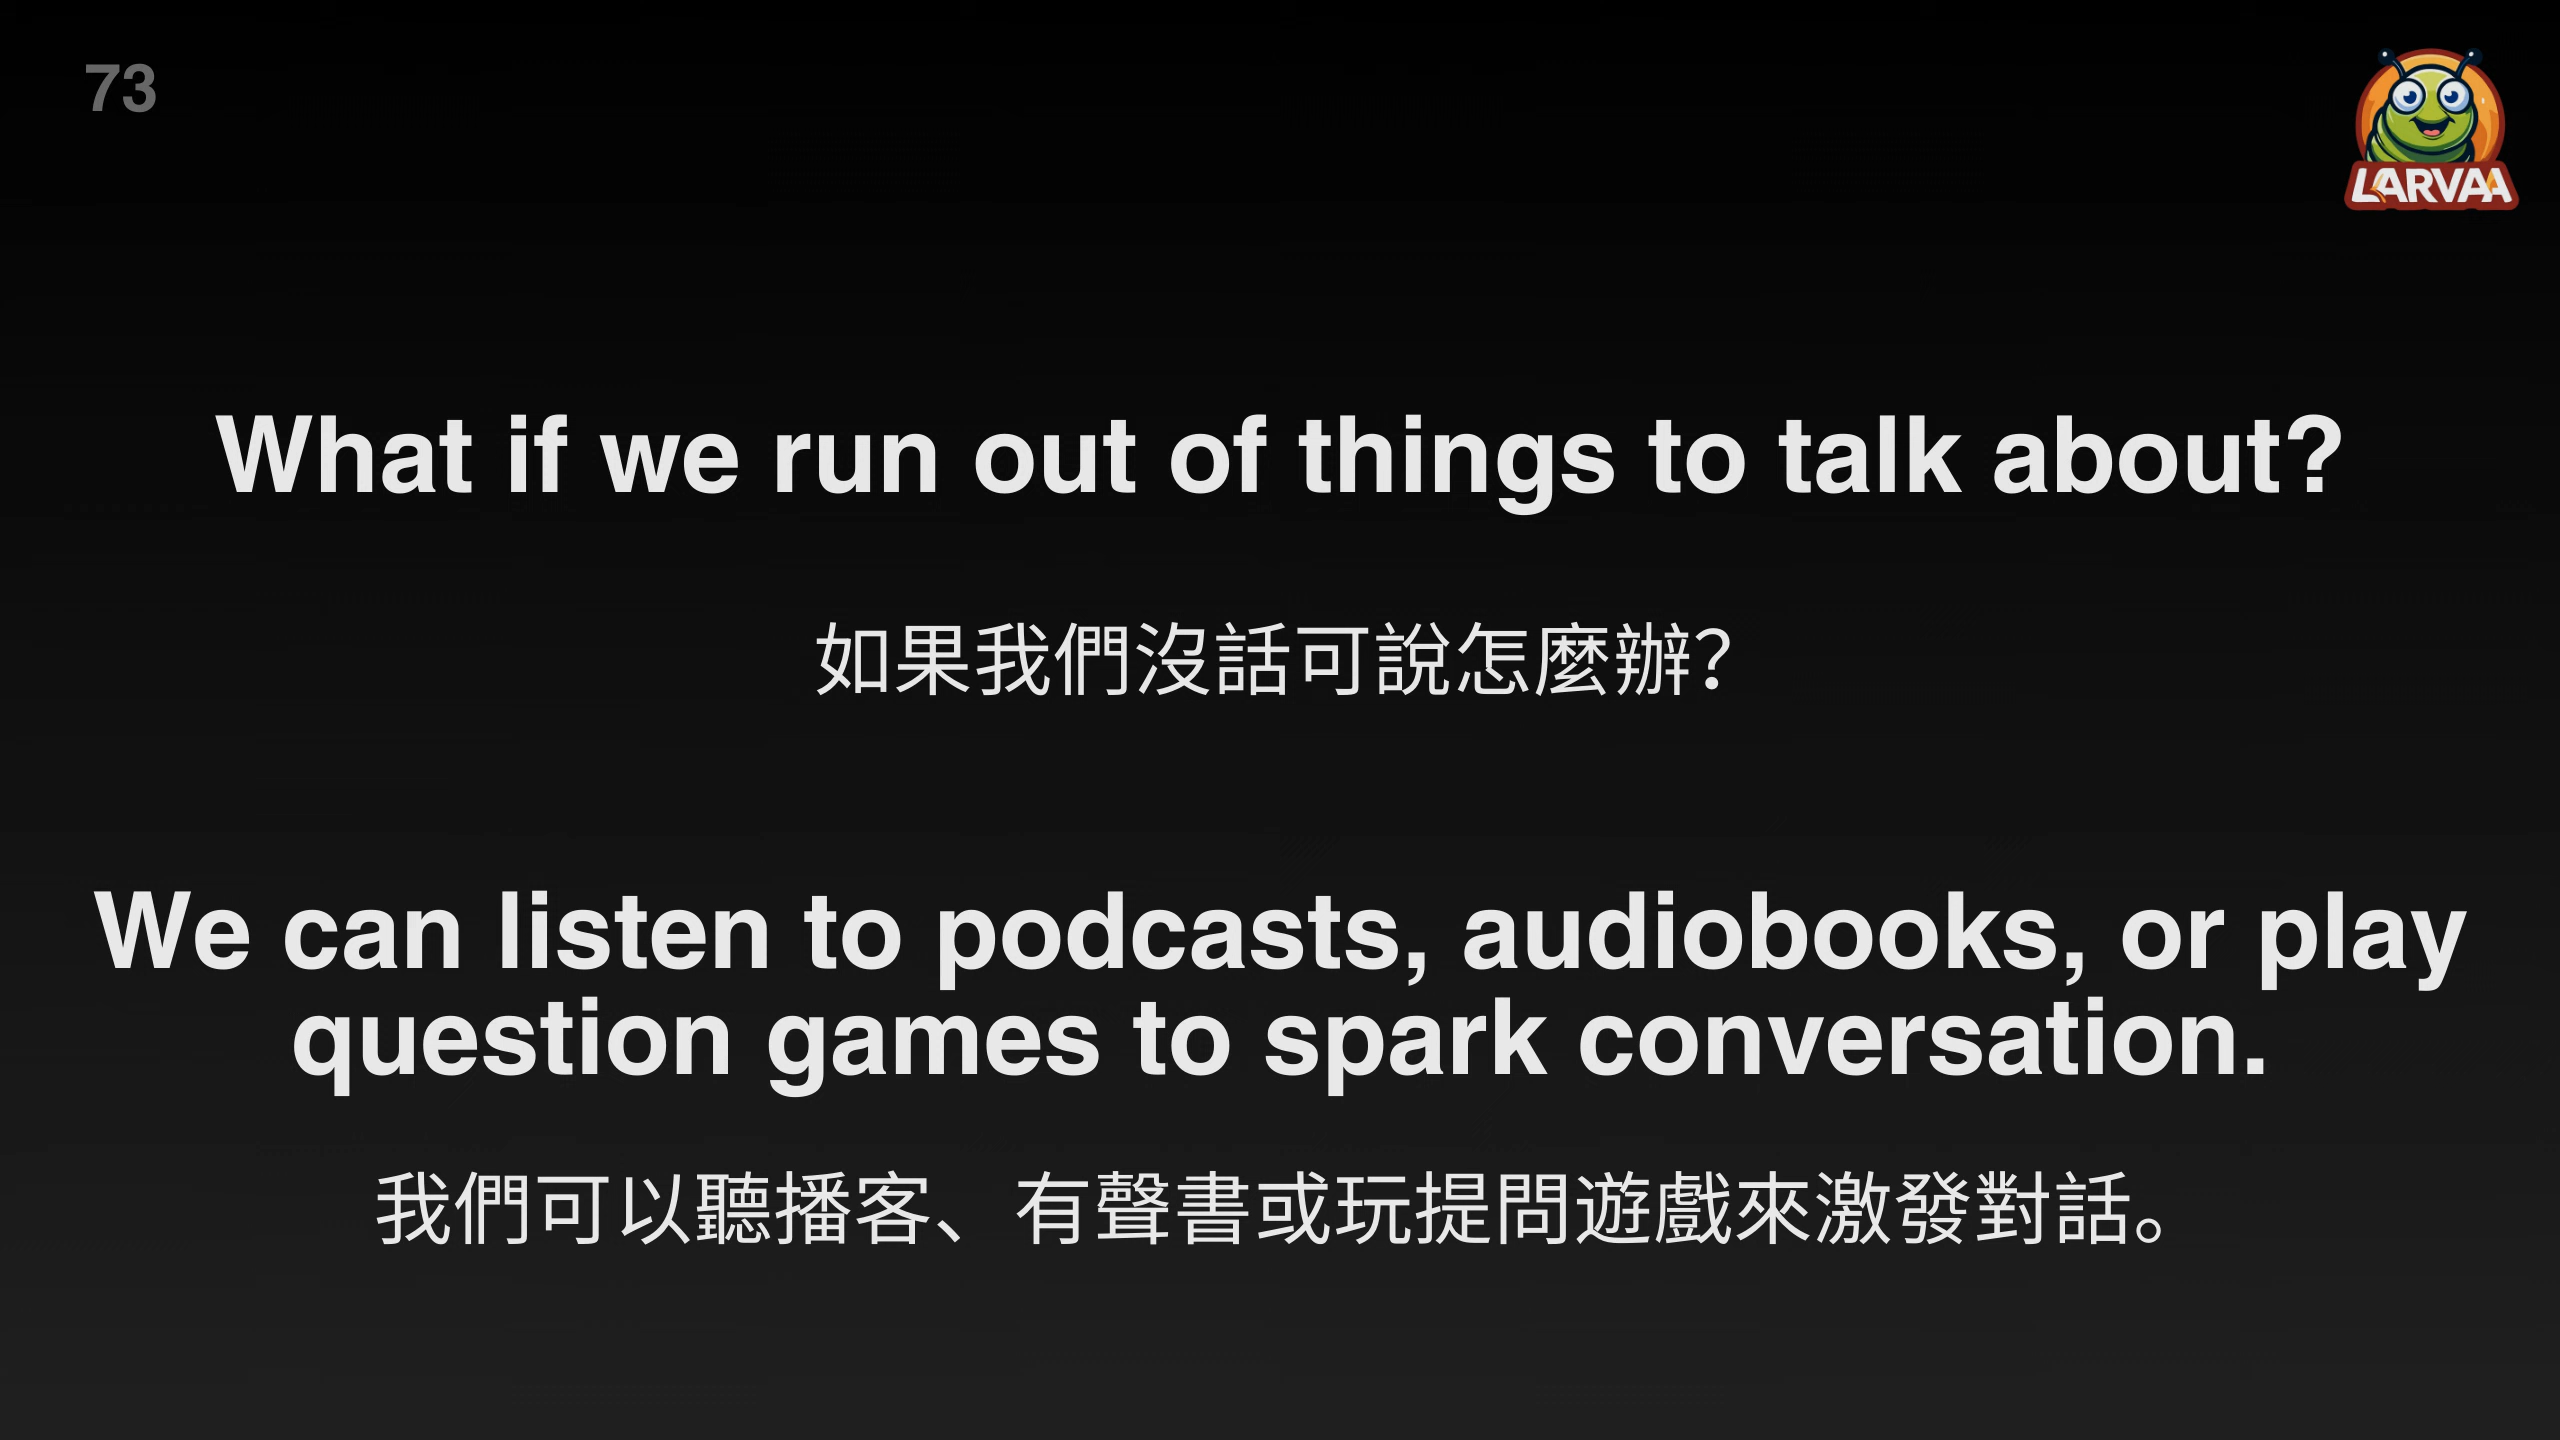 73
LARVAA
What if we run out of things to talk about?
如果我們沒話可說怎麼辦?
We can listen to podcasts, audiobooks, or play
question games to spark conversation.
我們可以聽播客、有聲書或玩提問遊戲來激發對話。